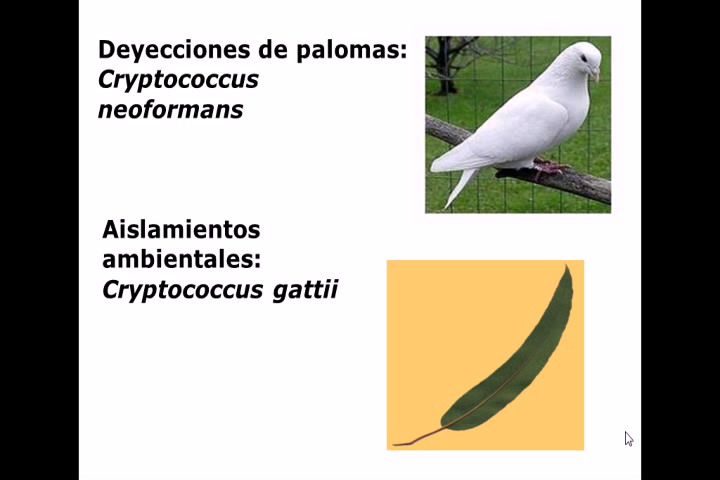 Deyecciones de palomas:
Cryptococcus
neoformans
Aislamientos
ambientales:
Cryptococcus gattii